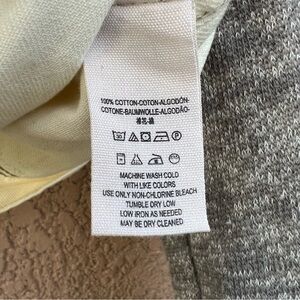 100% COTTON-COTON-ALGODÓN-
COTONE-BAUMWOLLE-ALGODÃO-
MACHINE WASH COLD
WITH LIKE COLORS
USE ONLY NON-CHLORINE BLEACH
TUMBLE DRY LOW
LOW IRON AS NEEDED
MAY BE DRY CLEANED